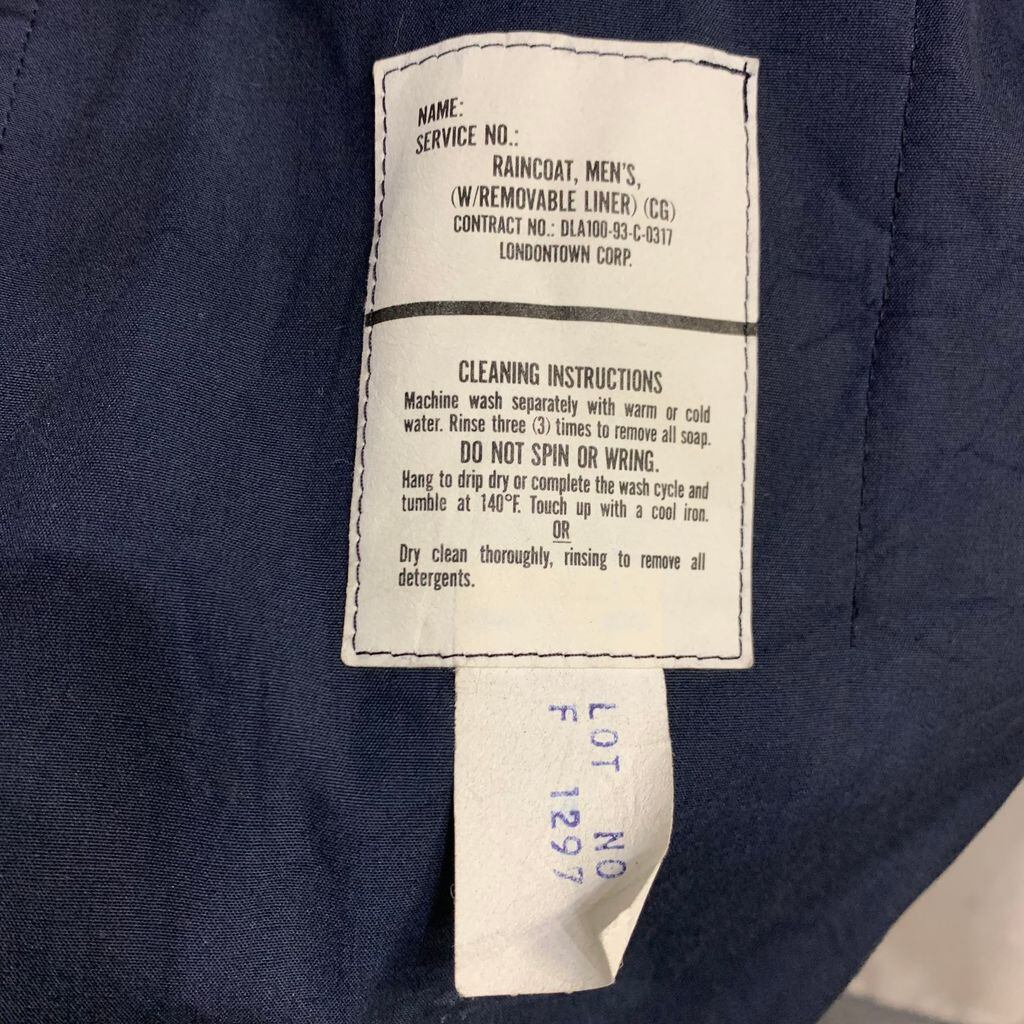 NAME:
SERVICE NO.:
RAINCOAT, MEN'S,
(W/REMOVABLE LINER) (CG)
CONTRACT NO.: DLA100-93-C-0317
LONDONTOWN CORP.
CLEANING INSTRUCTIONS
Machine wash separately with warm or cold
water. Rinse three (3) times to remove all soap.
DO NOT SPIN OR WRING.
Hang to drip dry or complete the wash cycle and
tumble at 140°F. Touch up with a cool iron.
OR
Dry clean thoroughly, rinsing to remove all
detergents.
LOT NO
F 1297